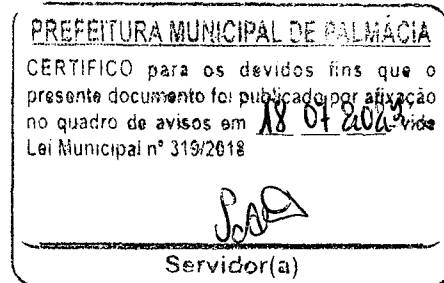 PREFEITURA MUNICIPAL DE PALMÁCIA
CERTIFICO para os devidos fins que o
presente documento foi publicado por afixação
no quadro de avisos em 18 07 vide
Lei Municipal nº 319/2018
Servidor(a)